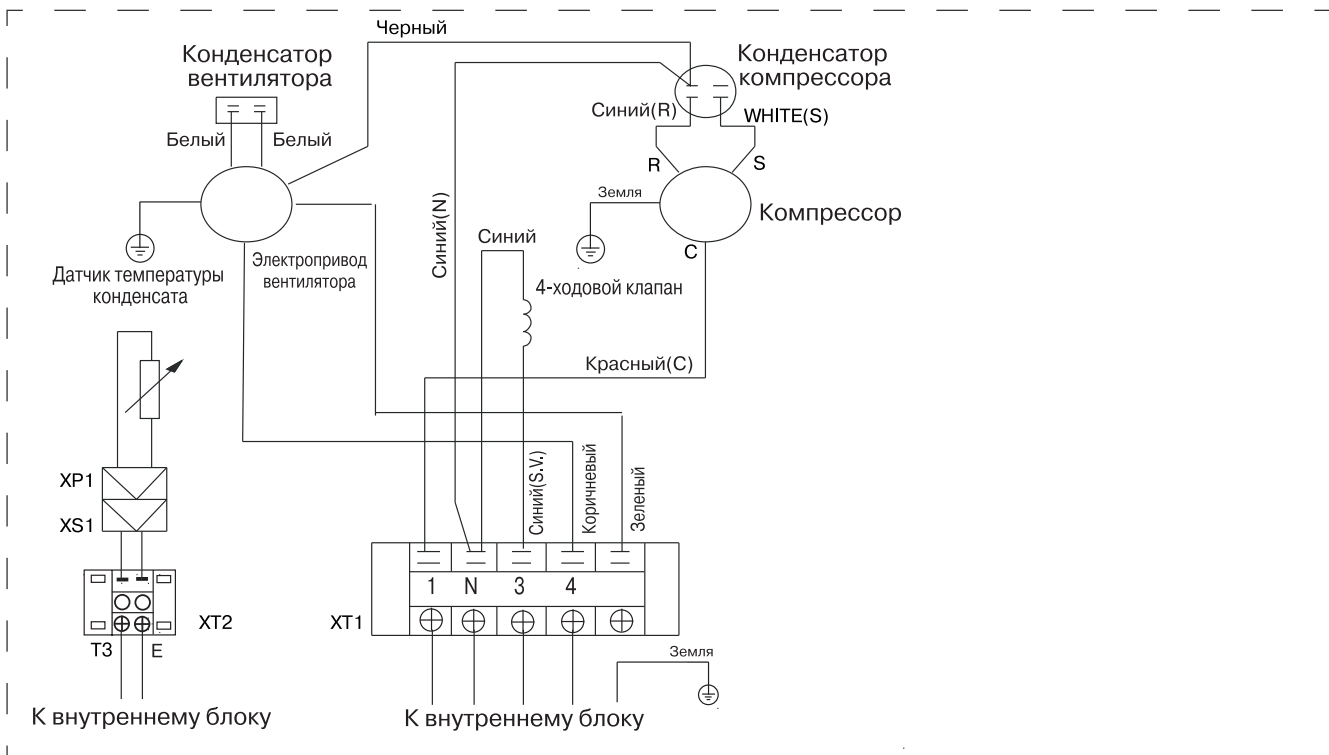 Черный
Конденсатор
вентилятора
Конденсатор
компрессора
Синий(R)
WHITE(S)
Белый
Белый
R
S
Земля
Компрессор
C
Синий(N)
Синий
Электропривод
вентилятора
Датчик температуры
конденсата
4-ходовой клапан
Красный(C)
XP1
XS1
Синий(S.V.)
Коричневый
Зеленый
1
N
3
4
XT2
XT1
T3
E
Земля
К внутреннему блоку
К внутреннему блоку